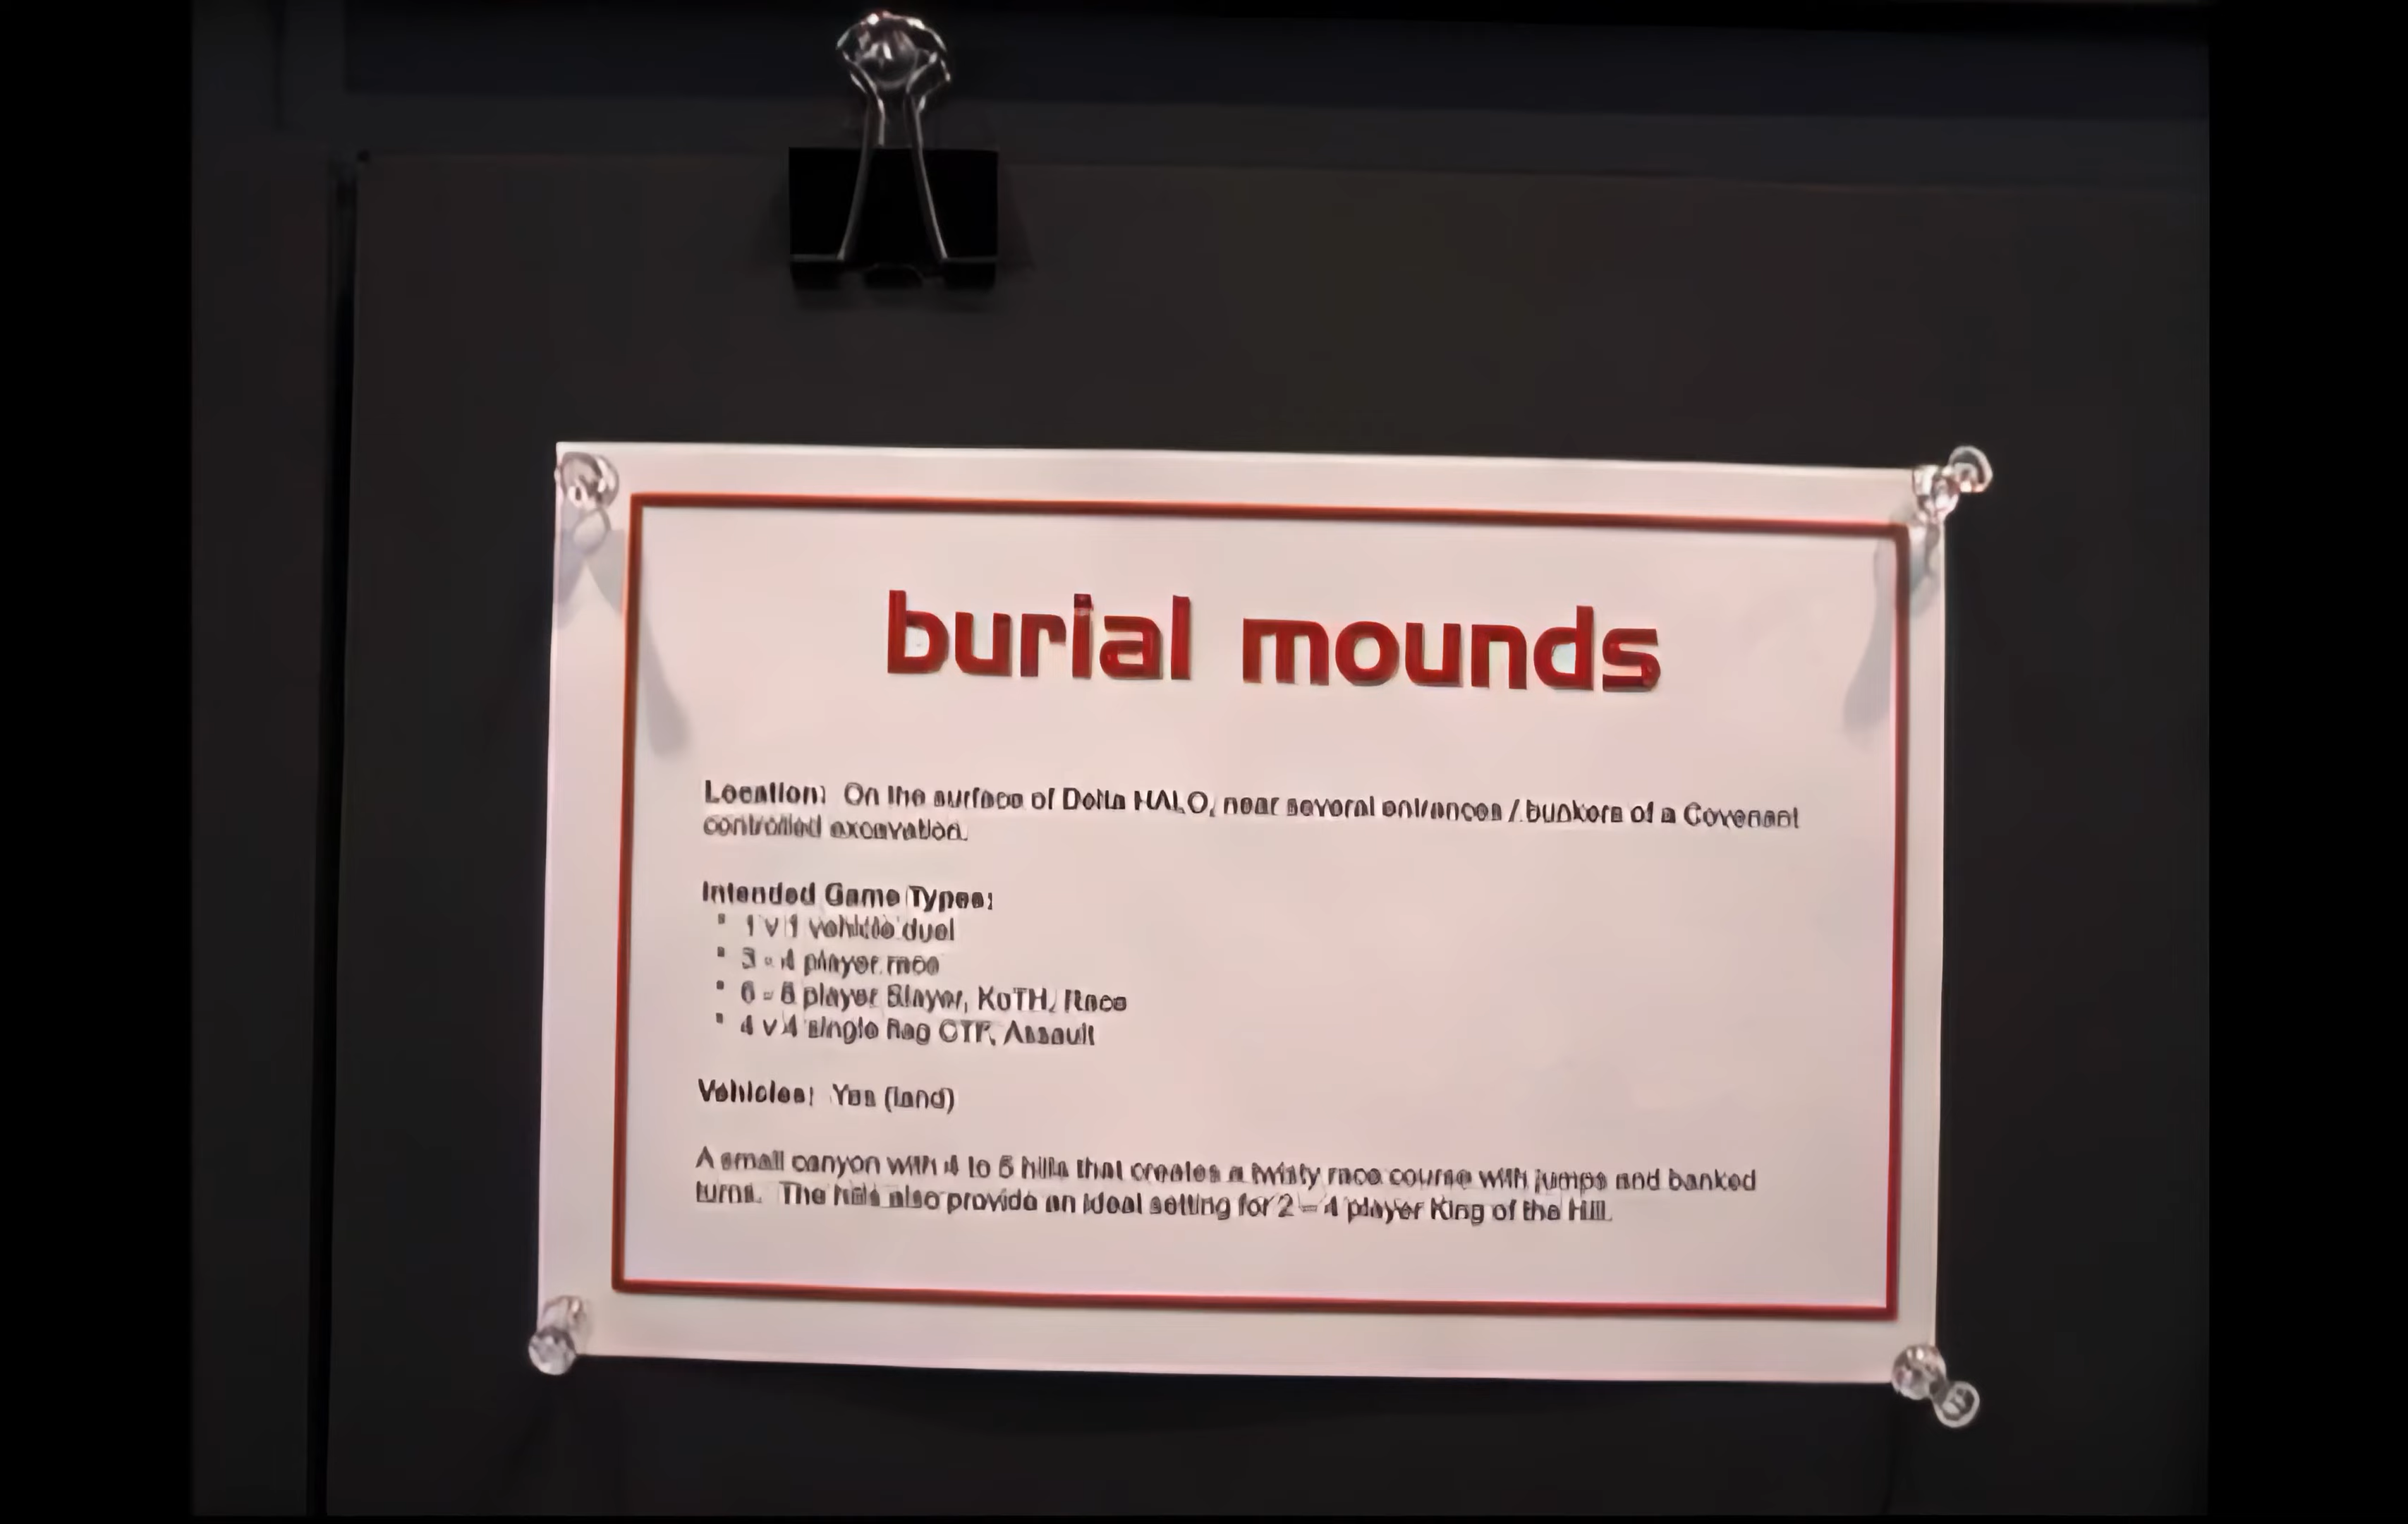 burial mounds
Location: On the surface of Delta HALO, near several entrances / bunkers of a Covenant
controlled excavation.
Intended Game Types:
1 v 1 vehicle duel
3 - 4 player race
6 - 8 player Slayer, KoTH, Race
4 v 4 single flag CTF, Assault
Vehicles: Yes (land)
A small canyon with 4 to 5 hills that creates a twisty race course with jumps and banked
turns. The hills also provide an ideal setting for 2 - 4 player King of the Hill.